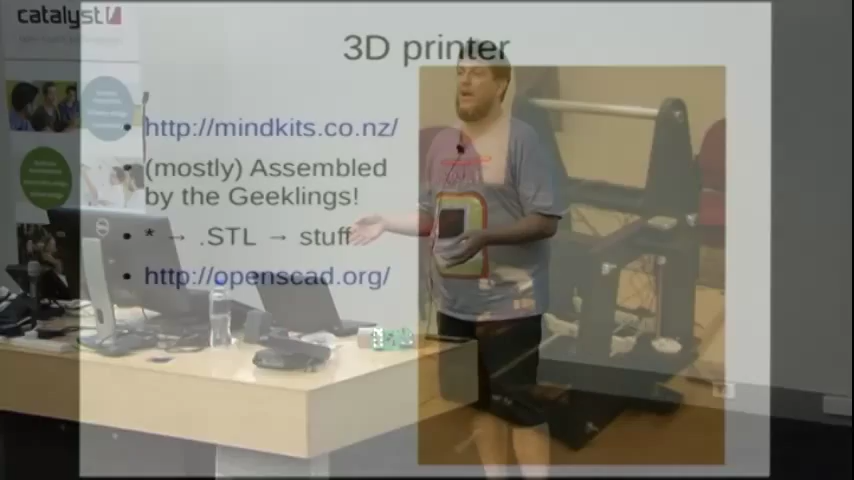 catalyst
3D printer
http://mindkits.co.nz/
(mostly) Assembled
by the Geeklings!
* → .STL → stuff
http://openscad.org/